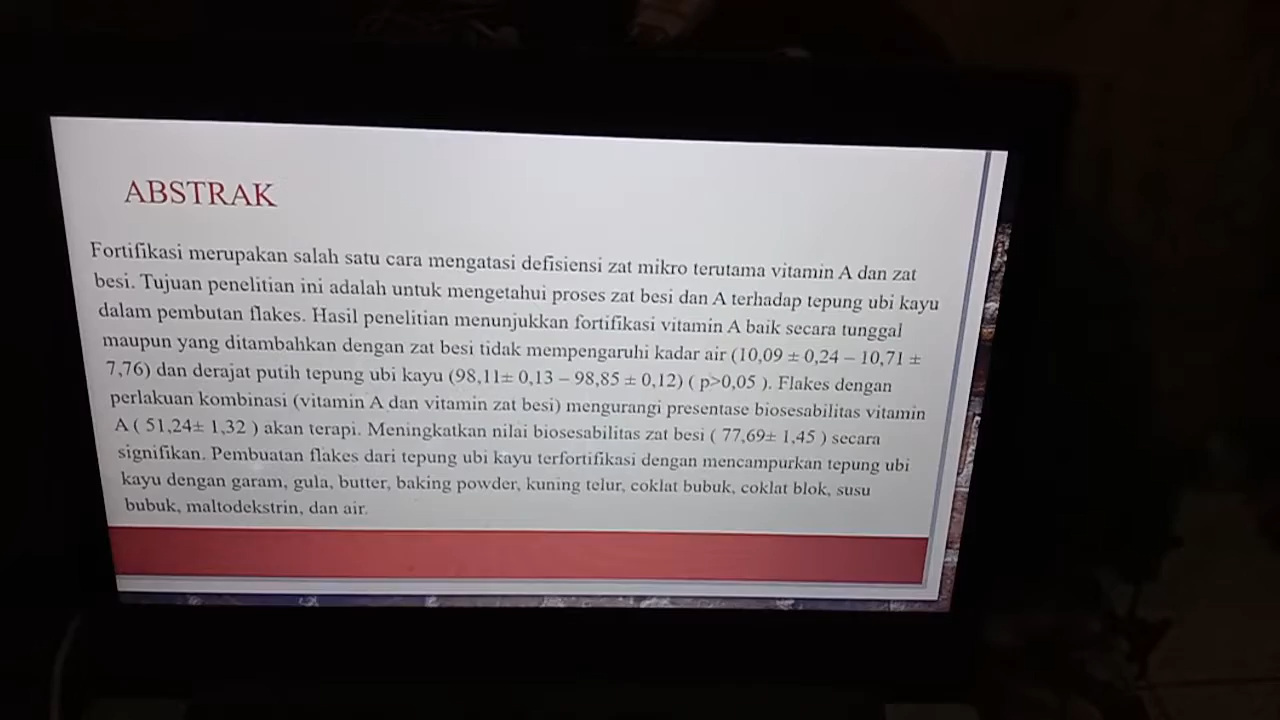 ABSTRAK
Fortifikasi merupakan salah satu cara mengatasi defisiensi zat mikro terutama vitamin A dan zat
besi. Tujuan penelitian ini adalah untuk mengetahui proses zat besi dan A terhadap tepung ubi kayu
dalam pembutan flakes. Hasil penelitian menunjukkan fortifikasi vitamin A baik secara tunggal
maupun yang ditambahkan dengan zat besi tidak mempengaruhi kadar air (10,09 ± 0,24 – 10,71 ±
7,76) dan derajat putih tepung ubi kayu (98,11± 0,13 – 98,85 ± 0,12) ( p>0,05 ). Flakes dengan
perlakuan kombinasi (vitamin A dan vitamin zat besi) mengurangi presentase biosesabilitas vitamin
A ( 51,24± 1,32 ) akan terapi. Meningkatkan nilai biosesabilitas zat besi ( 77,69± 1,45 ) secara
signifikan. Pembuatan flakes dari tepung ubi kayu terfortifikasi dengan mencampurkan tepung ubi
kayu dengan garam, gula, butter, baking powder, kuning telur, coklat bubuk, coklat blok, susu
bubuk, maltodekstrin, dan air.